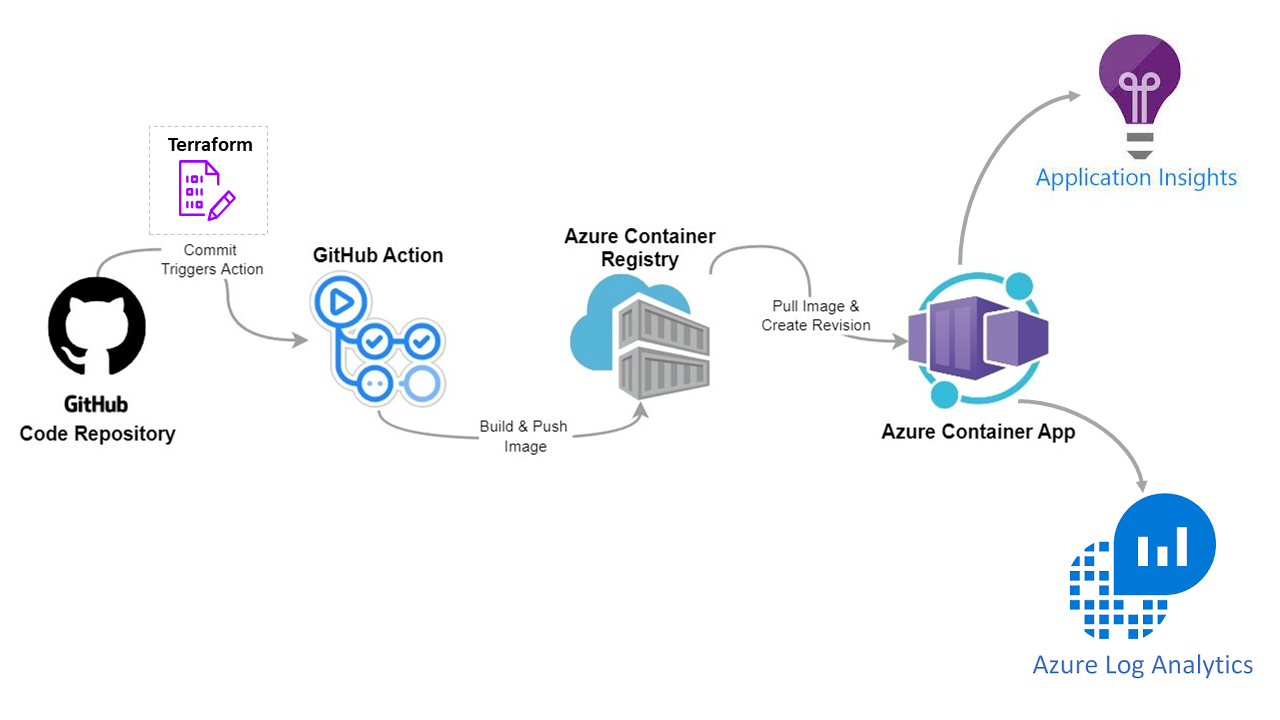 Terraform
Commit
Triggers Action
GitHub
Code Repository
GitHub Action
Build & Push
Image
Azure Container
Registry
Pull Image &
Create Revision
Azure Container App
Application Insights
Azure Log Analytics